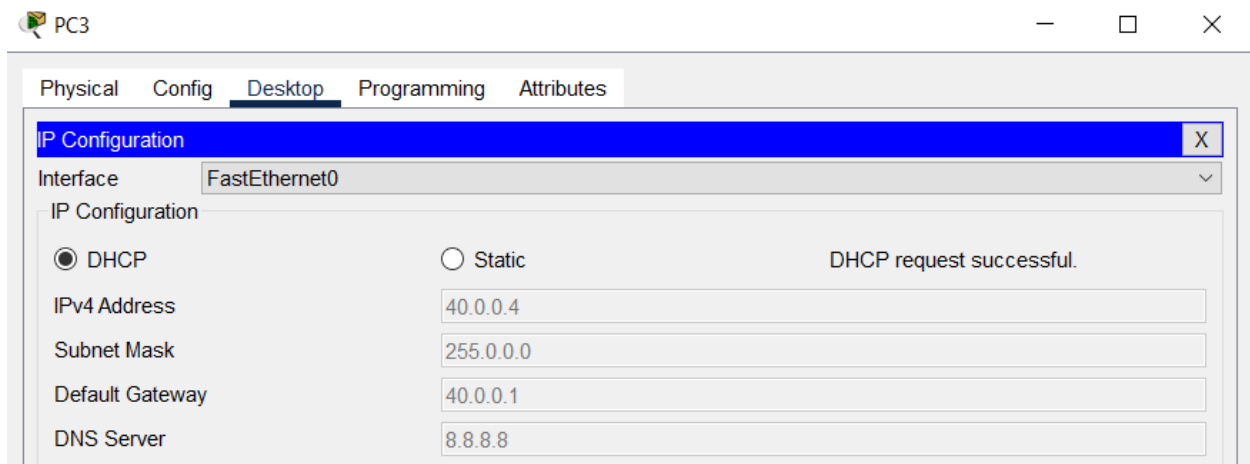 PC3
Physical Config Desktop Programming Attributes
IP Configuration X
Interface FastEthernet0
IP Configuration
DHCP Static DHCP request successful.
IPv4 Address 40.0.0.4
Subnet Mask 255.0.0.0
Default Gateway 40.0.0.1
DNS Server 8.8.8.8